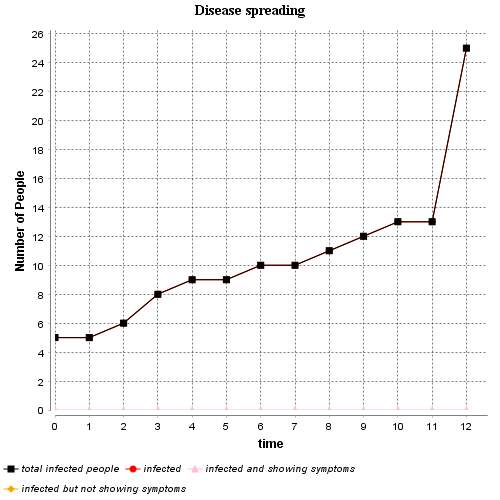 Disease spreading
26
24
22
20
18
16
14
12
10
8
6
4
2
0
Number of People
0 1 2 3 4 5 6 7 8 9 10 11 12
time
total infected people infected infected and showing symptoms
infected but not showing symptoms